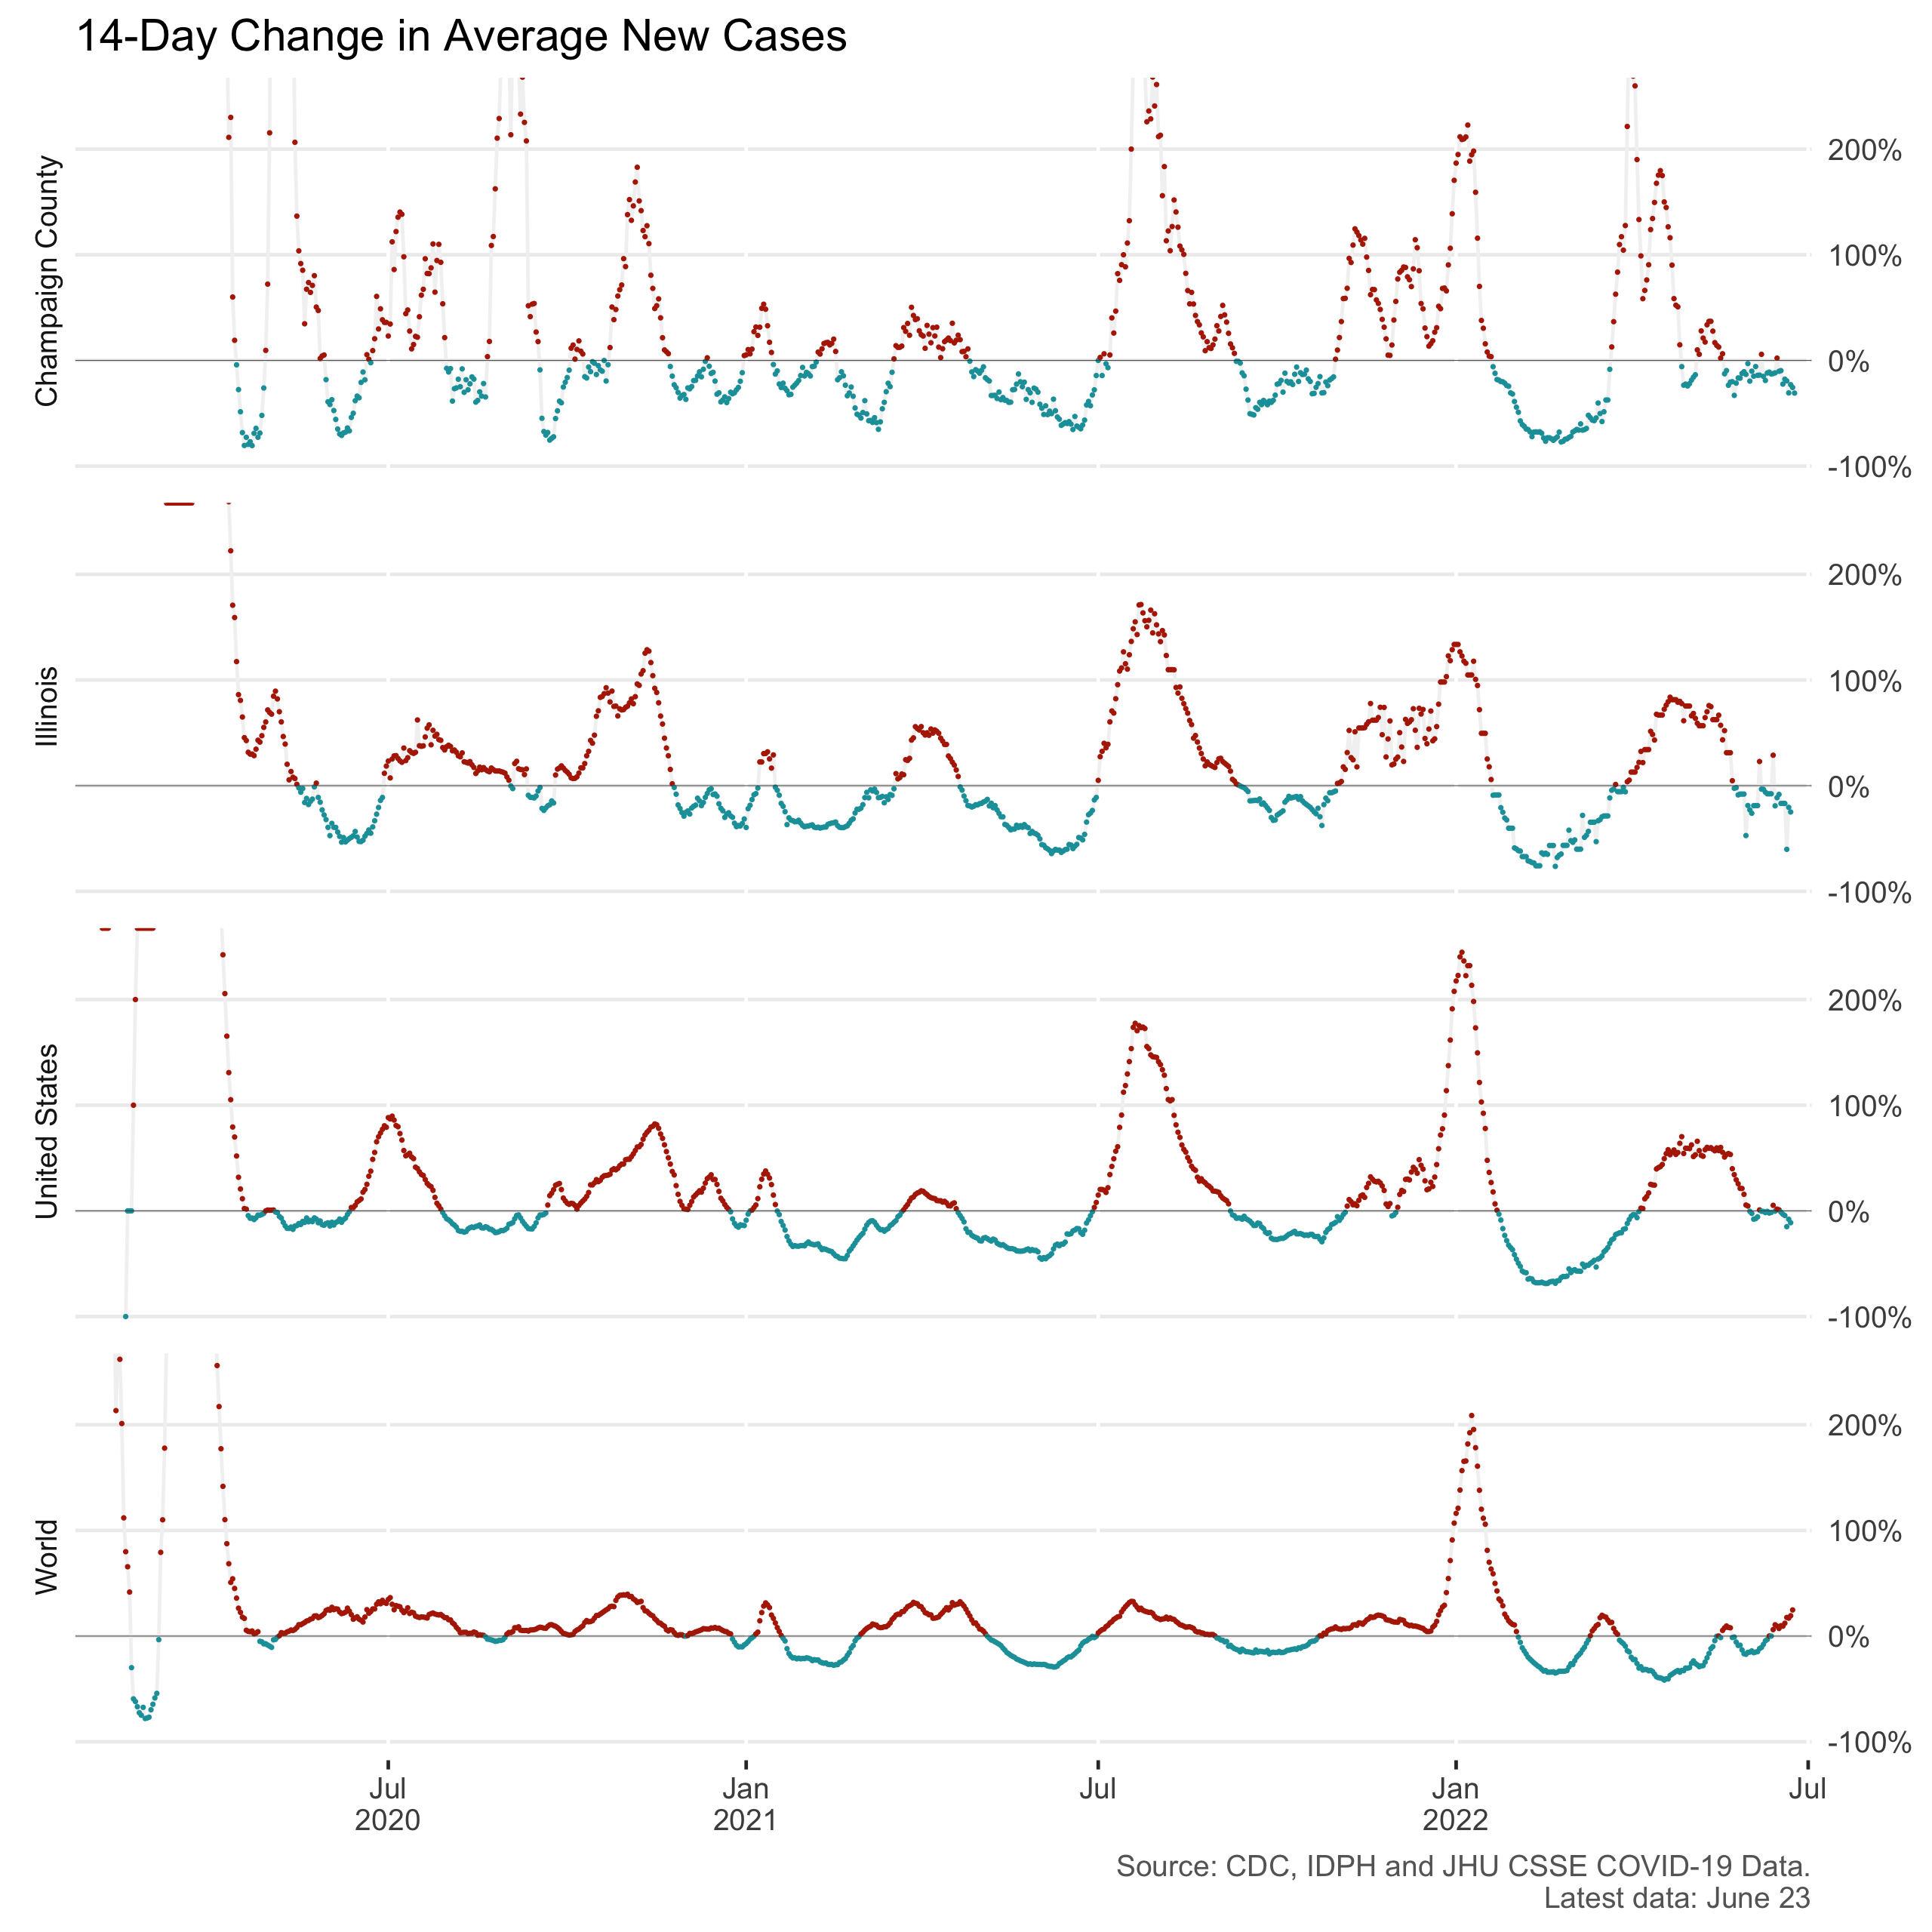 14-Day Change in Average New Cases
Champaign County
200%
100%
0%
-100%
Illinois
200%
100%
0%
-100%
United States
200%
100%
0%
-100%
World
200%
100%
0%
-100%
Jul
2020
Jan
2021
Jul
Jan
2022
Jul
Source: CDC, IDPH and JHU CSSE COVID-19 Data.
Latest data: June 23